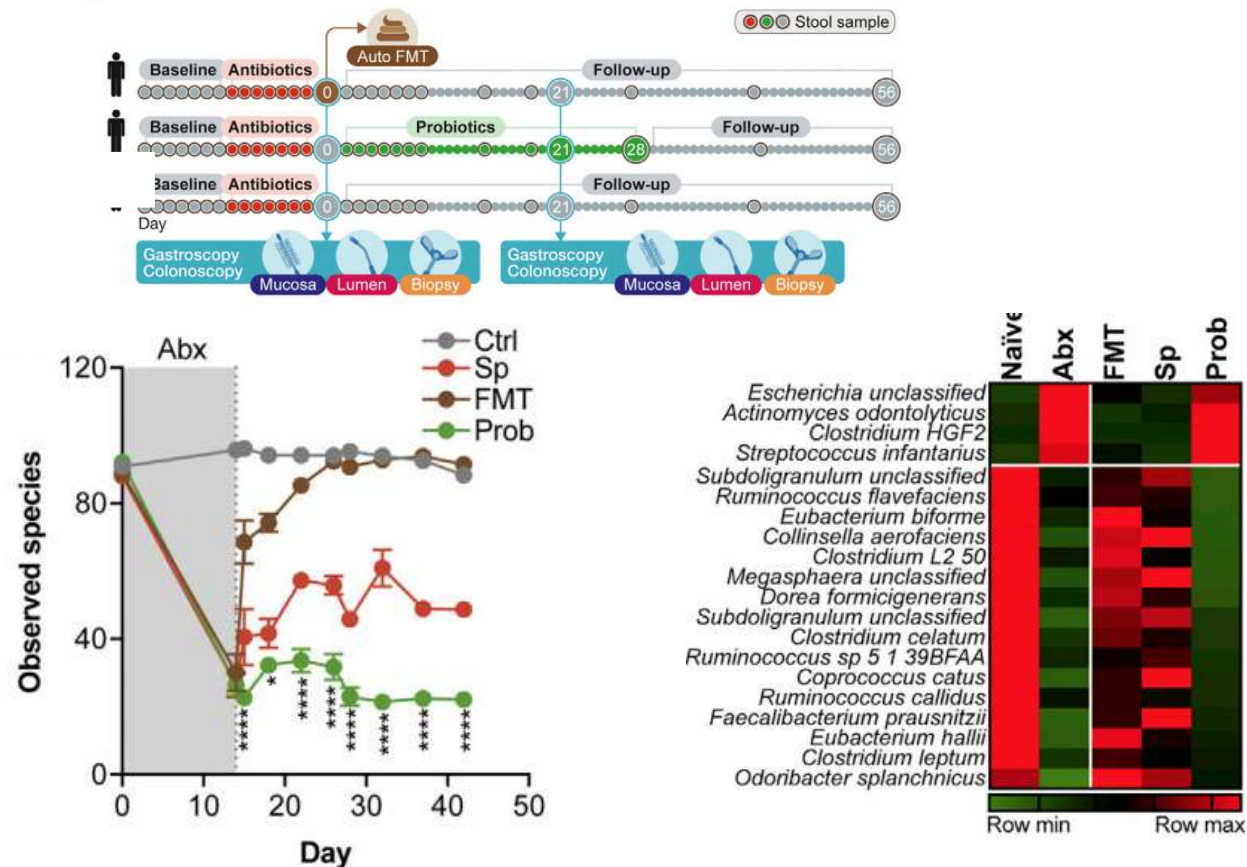 Stool sample
Auto FMT
Baseline Antibiotics Follow-up
0 21 56
Baseline Antibiotics Probiotics Follow-up
0 21 28 56
Baseline Antibiotics Follow-up
0 21 56
Day
Gastroscopy
Colonoscopy
Mucosa Lumen Biopsy
Gastroscopy
Colonoscopy
Mucosa Lumen Biopsy
Abx
Ctrl
Sp
FMT
Prob
Observed species
120
80
40
0
0 10 20 30 40 50
Day
**** * **** **** **** **** **** ****
Naïve Abx FMT Sp Prob
Escherichia unclassified
Actinomyces odontolyticus
Clostridium HGF2
Streptococcus infantarius
Subdoligranulum unclassified
Ruminococcus flavefaciens
Eubacterium biforme
Collinsella aerofaciens
Clostridium L2 50
Megasphaera unclassified
Dorea formicigenerans
Subdoligranulum unclassified
Clostridium celatum
Ruminococcus sp 5 1 39BFAA
Coprococcus catus
Ruminococcus callidus
Faecalibacterium prausnitzii
Eubacterium hallii
Clostridium leptum
Odoribacter splanchnicus
Row min Row max